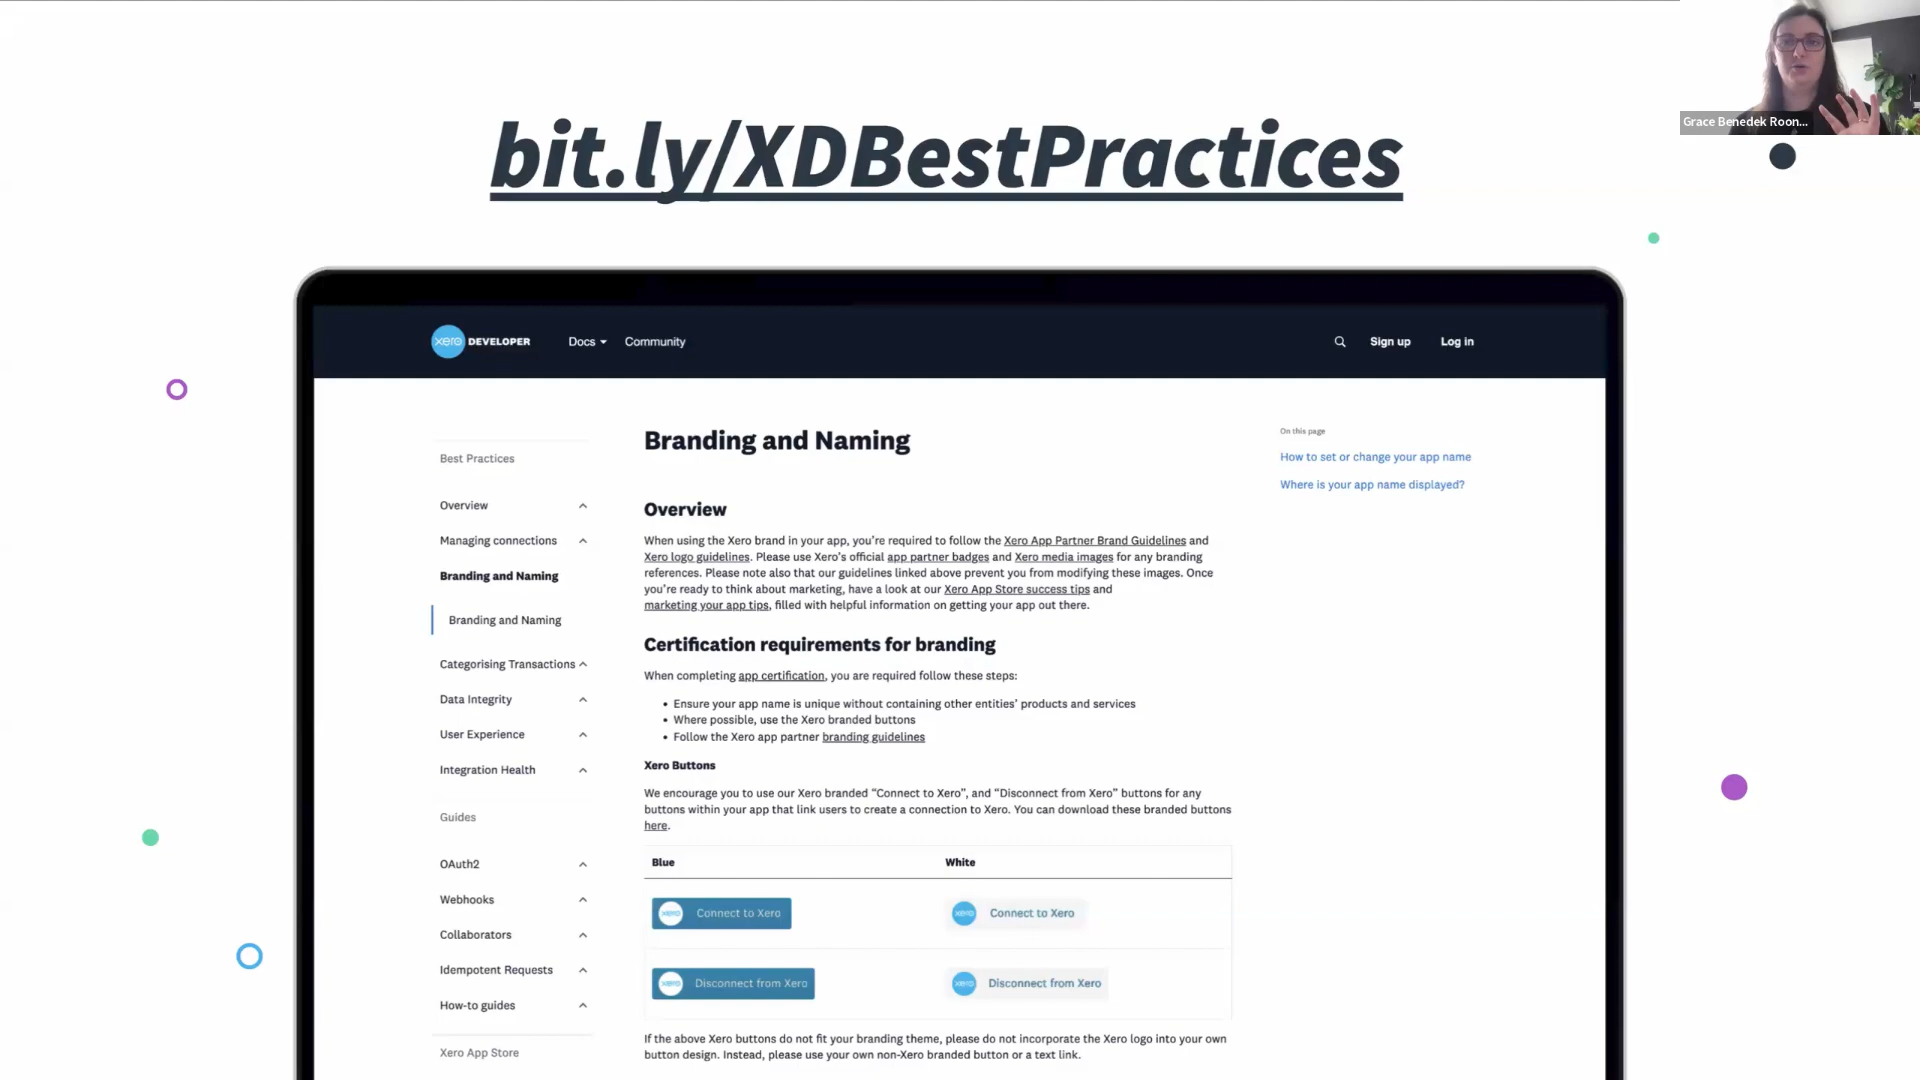 bit.ly/XDBestPractices
Grace Benedek Roon...
xero DEVELOPER
Docs
Community
Sign up
Log in
Best Practices
Overview
Managing connections
Branding and Naming
Branding and Naming
Categorising Transactions
Data Integrity
User Experience
Integration Health
Guides
OAuth2
Webhooks
Collaborators
Idempotent Requests
How-to guides
Xero App Store
Branding and Naming
Overview
When using the Xero brand in your app, you're required to follow the Xero App Partner Brand Guidelines and
Xero logo guidelines. Please use Xero's official app partner badges and Xero media images for any branding
references. Please note also that our guidelines linked above prevent you from modifying these images. Once
you're ready to think about marketing, have a look at our Xero App Store success tips and
marketing your app tips, filled with helpful information on getting your app out there.
Certification requirements for branding
When completing app certification, you are required follow these steps:
• Ensure your app name is unique without containing other entities' products and services
• Where possible, use the Xero branded buttons
• Follow the Xero app partner branding guidelines
Xero Buttons
We encourage you to use our Xero branded “Connect to Xero”, and “Disconnect from Xero” buttons for any
buttons within your app that link users to create a connection to Xero. You can download these branded buttons
here.
Blue
White
xero Connect to Xero
xero Connect to Xero
xero Disconnect from Xero
xero Disconnect from Xero
If the above Xero buttons do not fit your branding theme, please do not incorporate the Xero logo into your own
button design. Instead, please use your own non-Xero branded button or a text link.
On this page
How to set or change your app name
Where is your app name displayed?